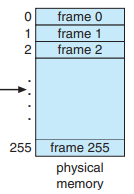 0 frame 0
1 frame 1
2 frame 2
255 frame 255
physical
memory